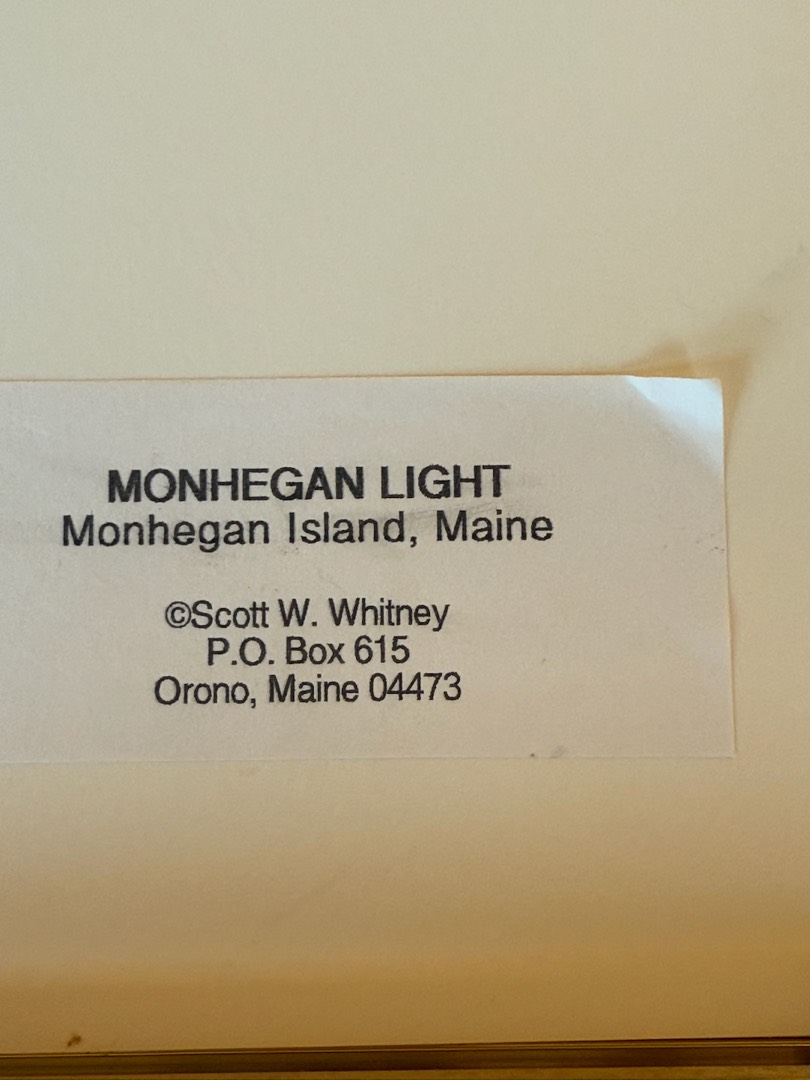 MONHEGAN LIGHT
Monhegan Island, Maine
©Scott W. Whitney
P.O. Box 615
Orono, Maine 04473